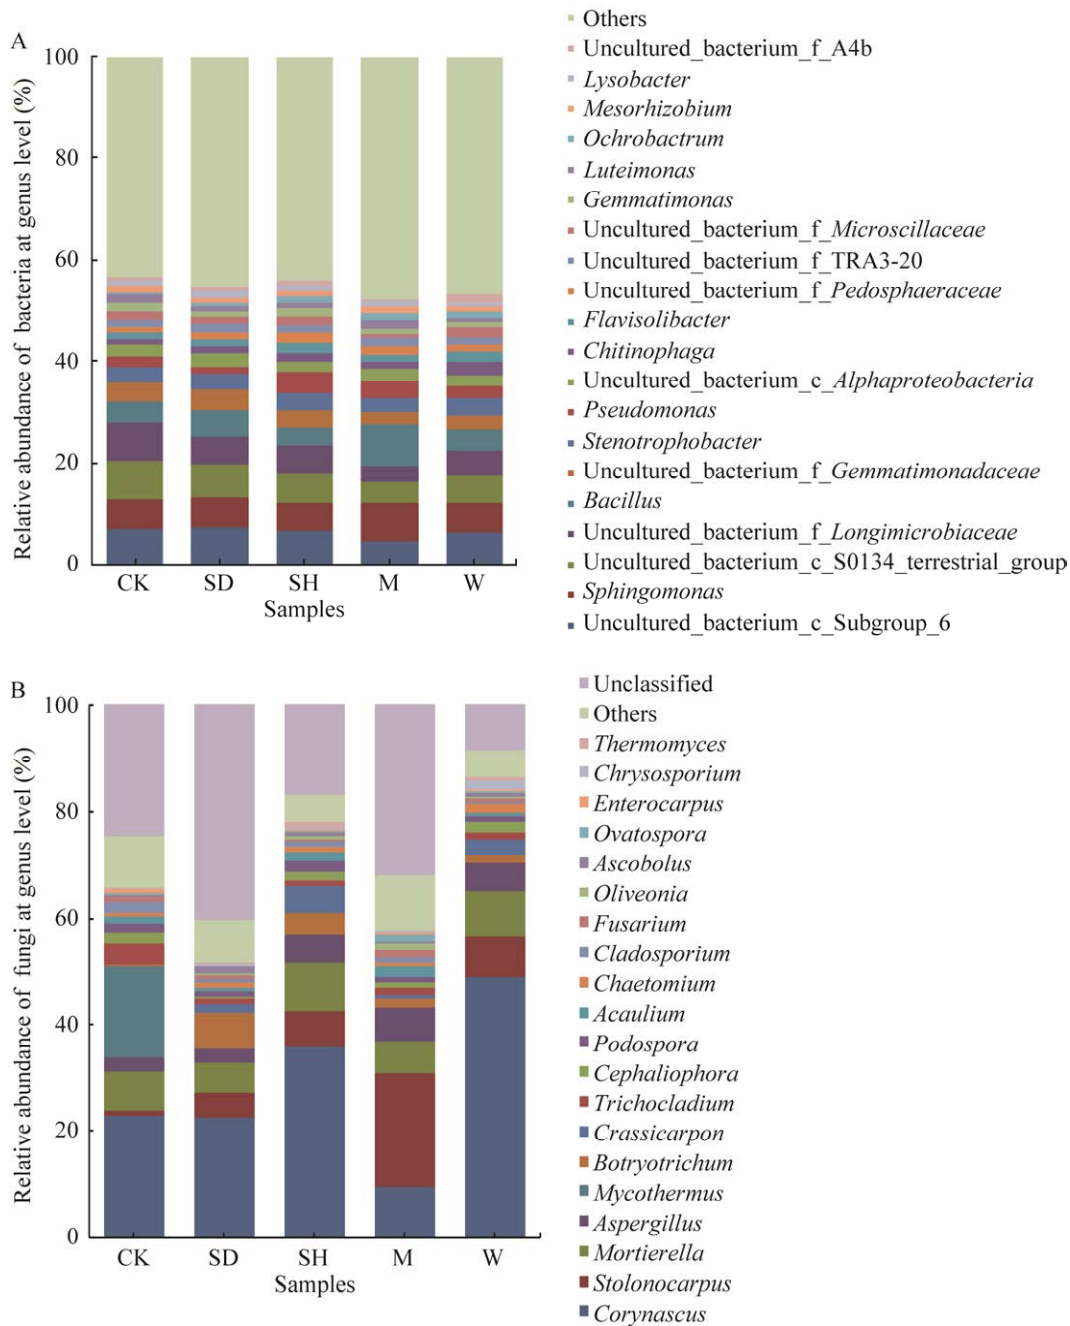 A
Relative abundance of bacteria at genus level (%)
100
80
60
40
20
0
CK SD SH M W
Samples
Others
Uncultured_bacterium_f_A4b
Lysobacter
Mesorhizobium
Ochrobactrum
Luteimonas
Gemmatimonas
Uncultured_bacterium_f_Microscillaceae
Uncultured_bacterium_f_TRA3-20
Uncultured_bacterium_f_Pedosphaeraceae
Flavisolibacter
Chitinophaga
Uncultured_bacterium_c_Alphaproteobacteria
Pseudomonas
Stenotrophobacter
Uncultured_bacterium_f_Gemmatimonadaceae
Bacillus
Uncultured_bacterium_f_Longimicrobiaceae
Uncultured_bacterium_c_S0134_terrestrial_group
Sphingomonas
Uncultured_bacterium_c_Subgroup_6
B
Relative abundance of fungi at genus level (%)
100
80
60
40
20
0
CK SD SH M W
Samples
Unclassified
Others
Thermomyces
Chrysosporium
Enterocarpus
Ovatospora
Ascobolus
Oliveonia
Fusarium
Cladosporium
Chaetomium
Acaulium
Podospora
Cephaliophora
Trichocladium
Crassicarpon
Botryotrichum
Mycothermus
Aspergillus
Mortierella
Stolonocarpus
Corynascus